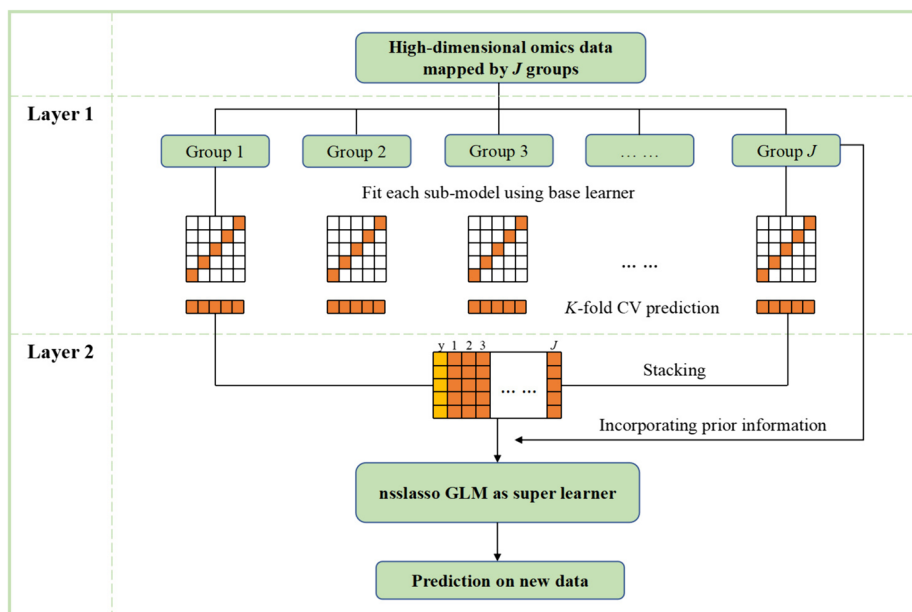 High-dimensional omics data
mapped by J groups
Layer 1
Group 1
Group 2
Group 3
... ...
Group J
Fit each sub-model using base learner
... ...
K-fold CV prediction
Layer 2
y 1 2 3 J
... ...
Stacking
Incorporating prior information
nsslasso GLM as super learner
Prediction on new data